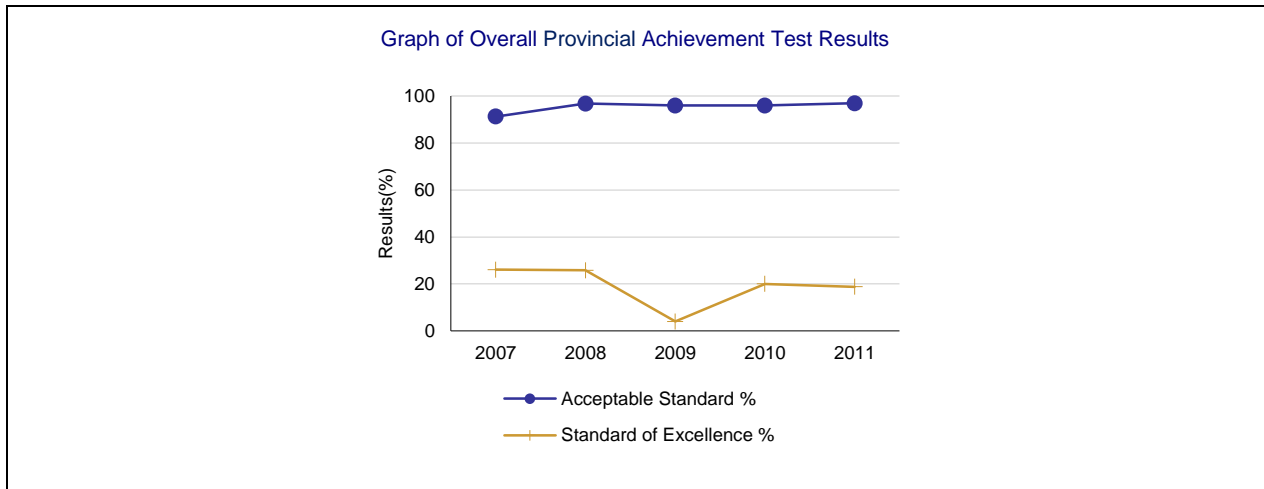 Graph of Overall Provincial Achievement Test Results
100
80
60
40
20
0
Results(%)
2007 2008 2009 2010 2011
Acceptable Standard %
Standard of Excellence %